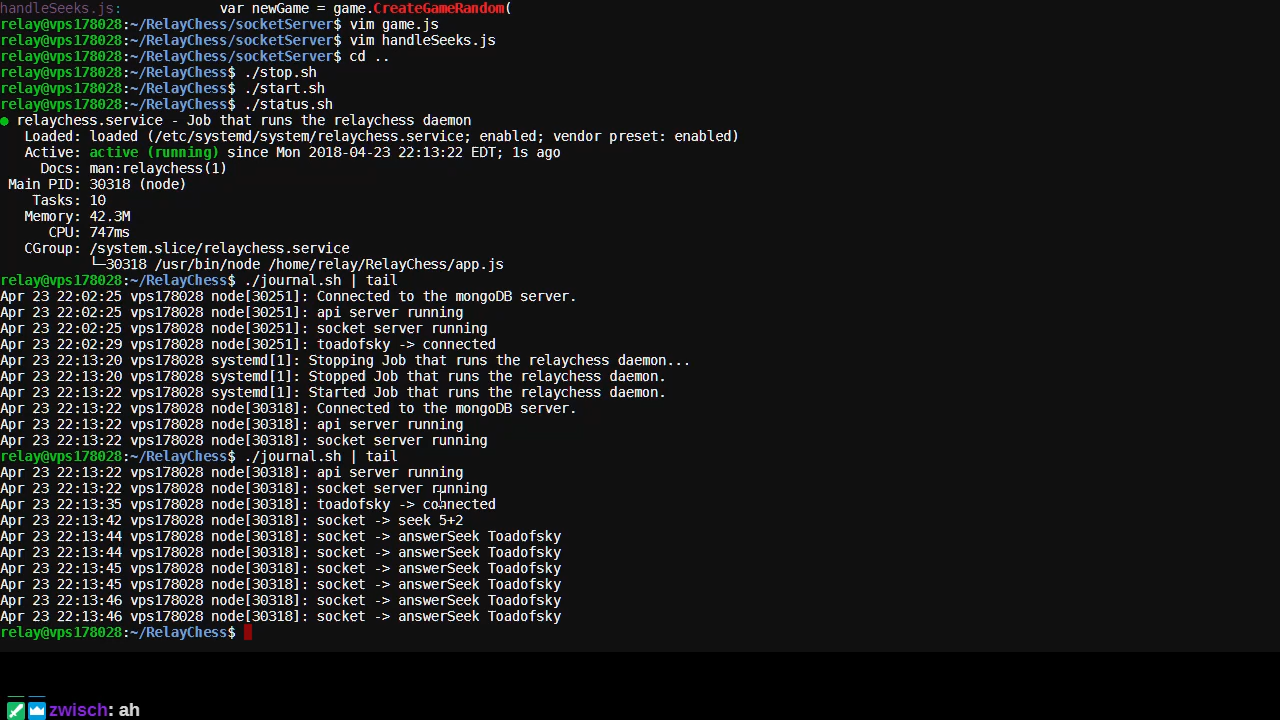 handleSeeks.js:            var newGame = game.CreateGameRandom(
relay@vps178028:~/RelayChess/socketServer$ vim game.js
relay@vps178028:~/RelayChess/socketServer$ vim handleSeeks.js
relay@vps178028:~/RelayChess/socketServer$ cd ..
relay@vps178028:~/RelayChess$ ./stop.sh
relay@vps178028:~/RelayChess$ ./start.sh
relay@vps178028:~/RelayChess$ ./status.sh
● relaychess.service - Job that runs the relaychess daemon
   Loaded: loaded (/etc/systemd/system/relaychess.service; enabled; vendor preset: enabled)
   Active: active (running) since Mon 2018-04-23 22:13:22 EDT; 1s ago
     Docs: man:relaychess(1)
 Main PID: 30318 (node)
    Tasks: 10
   Memory: 42.3M
      CPU: 747ms
   CGroup: /system.slice/relaychess.service
           └─30318 /usr/bin/node /home/relay/RelayChess/app.js
relay@vps178028:~/RelayChess$ ./journal.sh | tail
Apr 23 22:02:25 vps178028 node[30251]: Connected to the mongoDB server.
Apr 23 22:02:25 vps178028 node[30251]: api server running
Apr 23 22:02:25 vps178028 node[30251]: socket server running
Apr 23 22:02:29 vps178028 node[30251]: toadofsky -> connected
Apr 23 22:13:20 vps178028 systemd[1]: Stopping Job that runs the relaychess daemon...
Apr 23 22:13:20 vps178028 systemd[1]: Stopped Job that runs the relaychess daemon.
Apr 23 22:13:22 vps178028 systemd[1]: Started Job that runs the relaychess daemon.
Apr 23 22:13:22 vps178028 node[30318]: Connected to the mongoDB server.
Apr 23 22:13:22 vps178028 node[30318]: api server running
Apr 23 22:13:22 vps178028 node[30318]: socket server running
relay@vps178028:~/RelayChess$ ./journal.sh | tail
Apr 23 22:13:22 vps178028 node[30318]: api server running
Apr 23 22:13:22 vps178028 node[30318]: socket server running
Apr 23 22:13:22 vps178028 node[30318]: toadofsky -> connected
Apr 23 22:13:42 vps178028 node[30318]: socket -> seek 5+2
Apr 23 22:13:44 vps178028 node[30318]: socket -> answerSeek Toadofsky
Apr 23 22:13:44 vps178028 node[30318]: socket -> answerSeek Toadofsky
Apr 23 22:13:45 vps178028 node[30318]: socket -> answerSeek Toadofsky
Apr 23 22:13:45 vps178028 node[30318]: socket -> answerSeek Toadofsky
Apr 23 22:13:46 vps178028 node[30318]: socket -> answerSeek Toadofsky
Apr 23 22:13:46 vps178028 node[30318]: socket -> answerSeek Toadofsky
relay@vps178028:~/RelayChess$
zwisch: ah